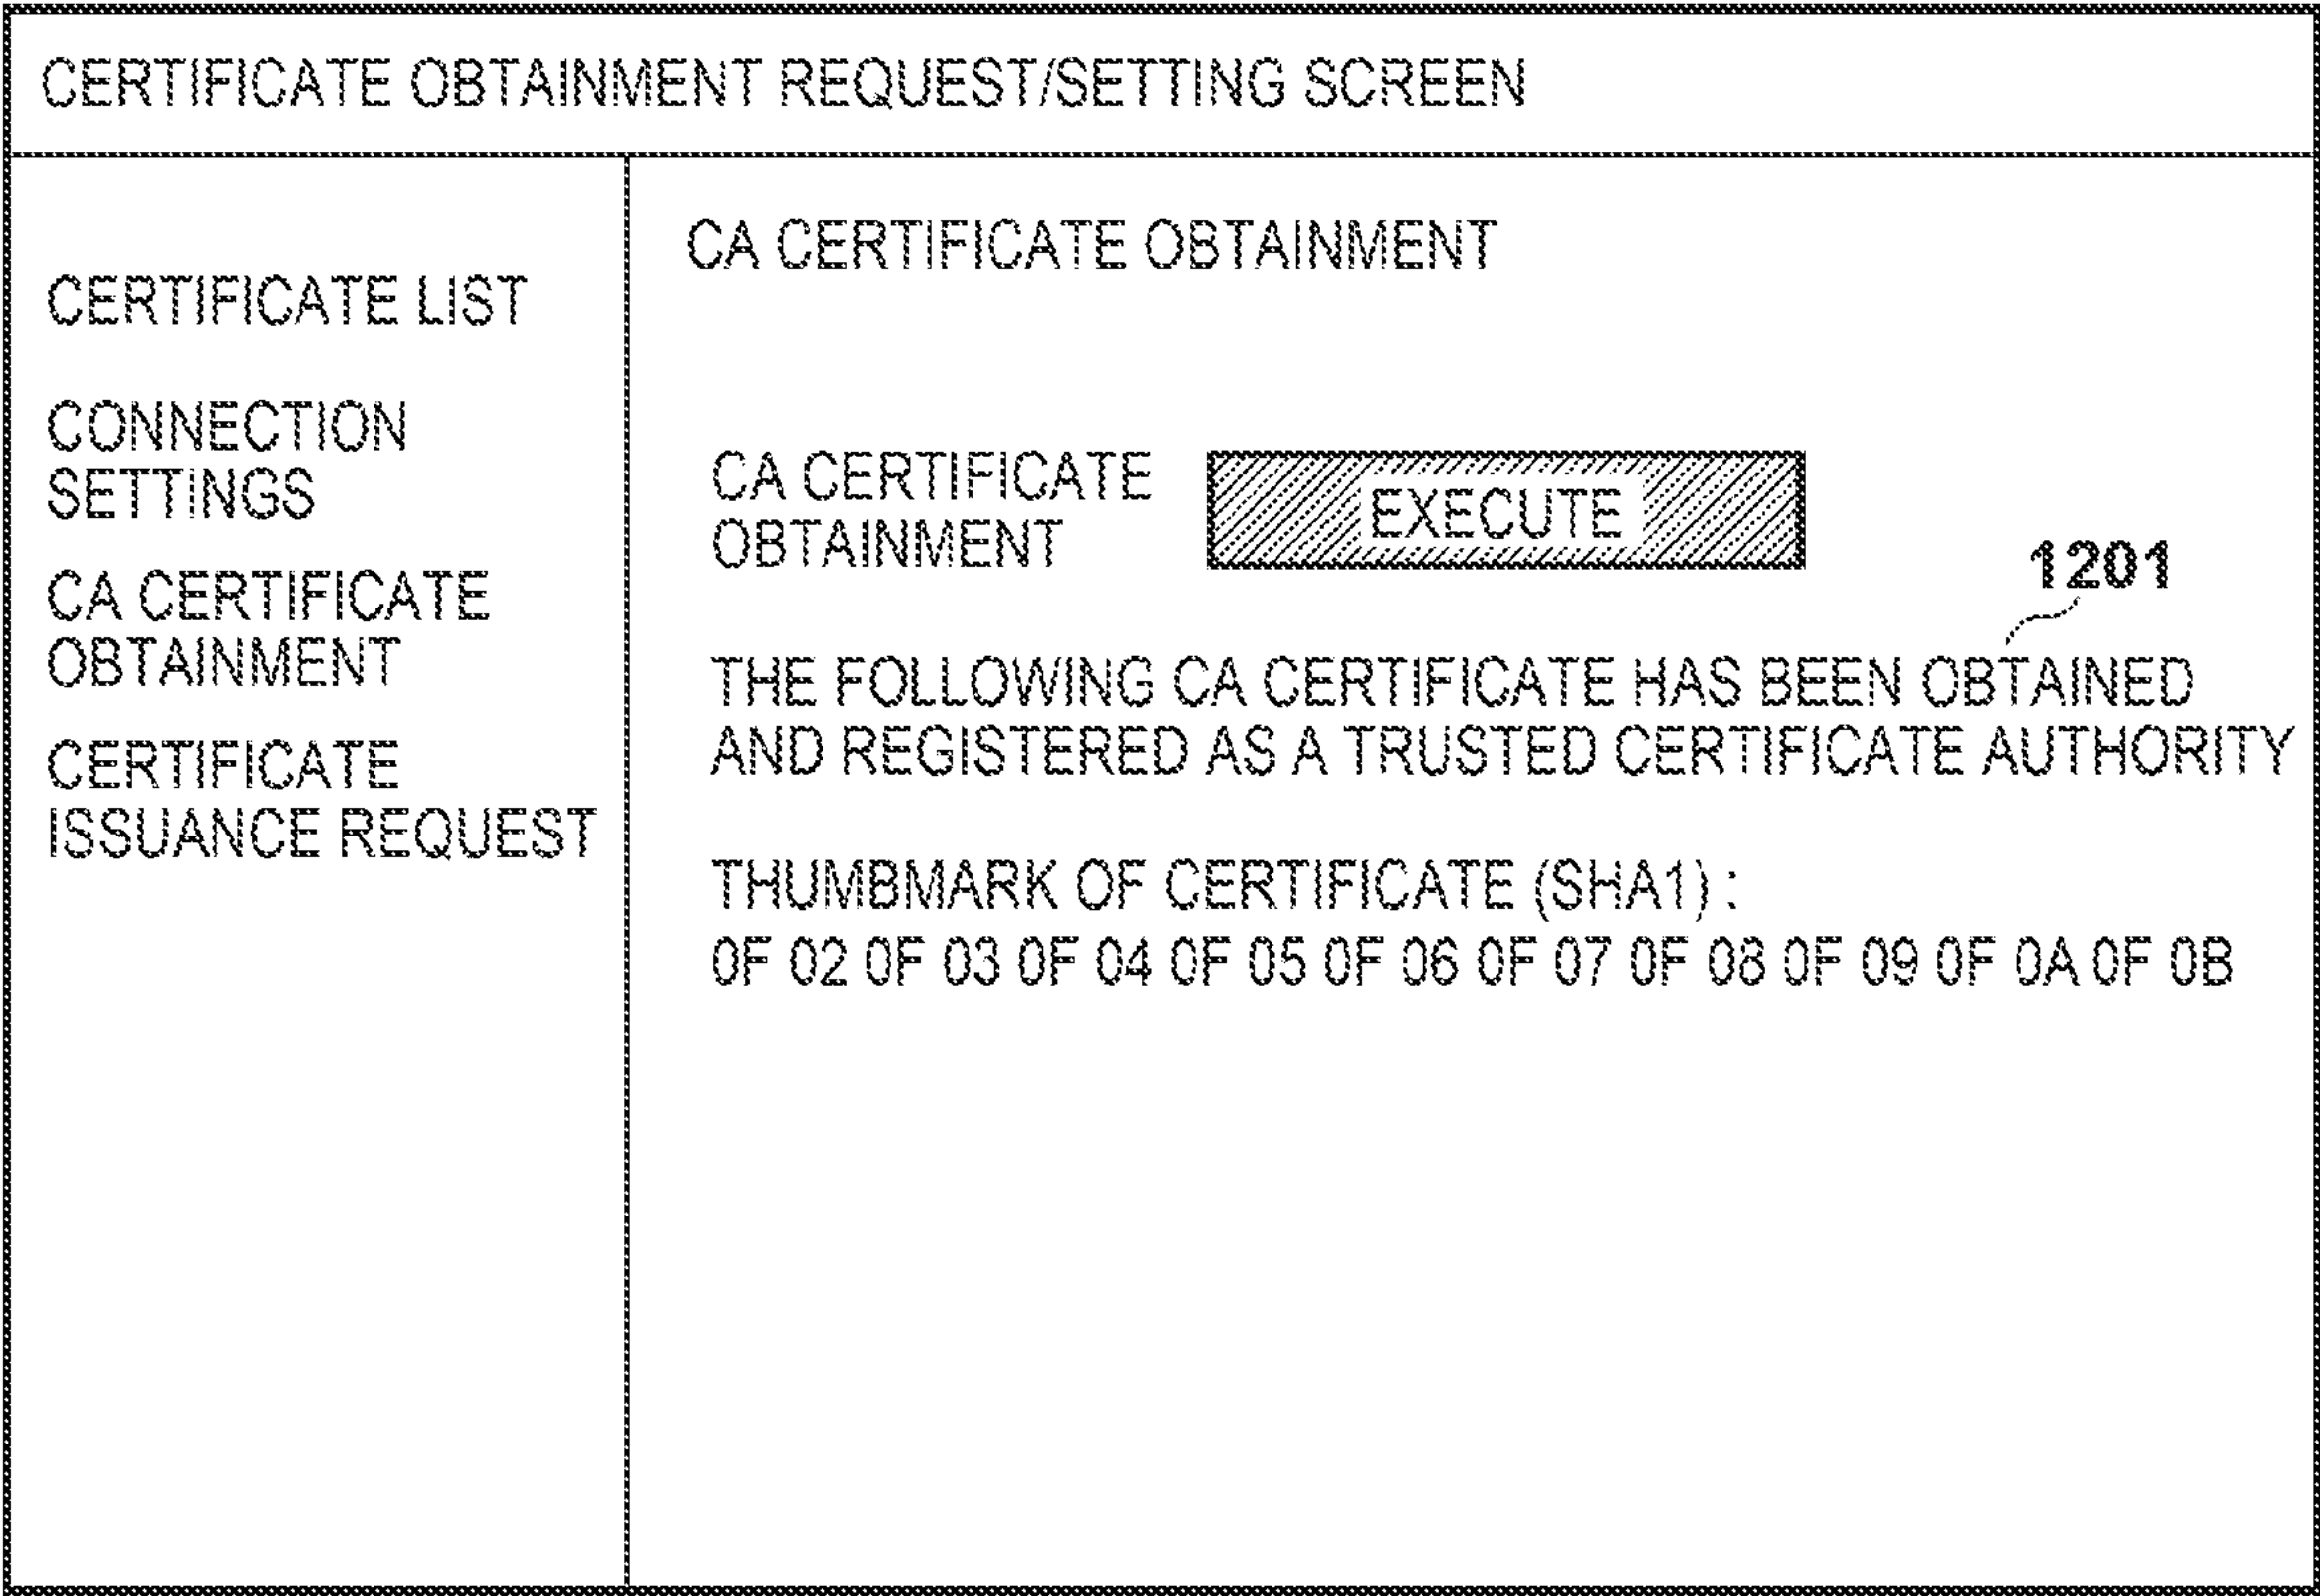 CERTIFICATE OBTAINMENT REQUEST/SETTING SCREEN
CERTIFICATE LIST
CONNECTION
SETTINGS
CA CERTIFICATE
OBTAINMENT
CERTIFICATE
ISSUANCE REQUEST
CA CERTIFICATE OBTAINMENT
CA CERTIFICATE
OBTAINMENT
EXECUTE
1201
THE FOLLOWING CA CERTIFICATE HAS BEEN OBTAINED
AND REGISTERED AS A TRUSTED CERTIFICATE AUTHORITY
THUMBMARK OF CERTIFICATE (SHA1) :
0F 02 0F 03 0F 04 0F 05 0F 06 0F 07 0F 08 0F 09 0F 0A 0F 0B